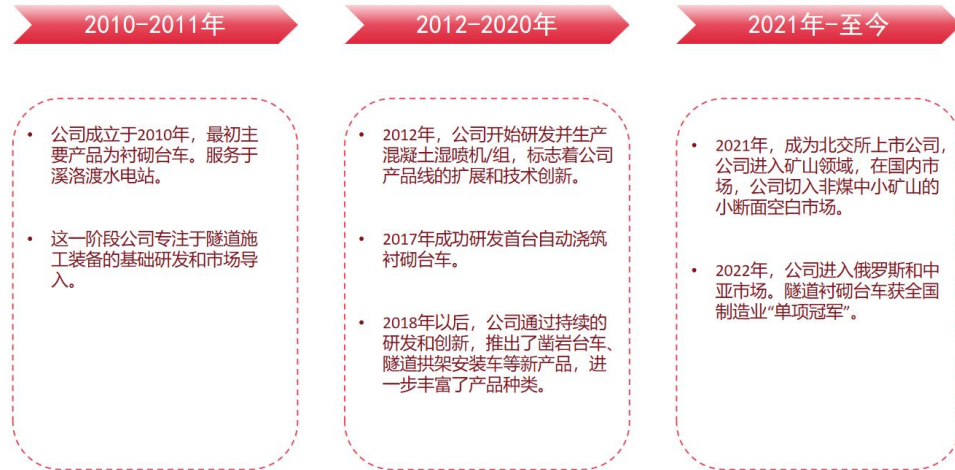 2010-2011年
2012-2020年
2021年-至今
• 公司成立于2010年，最初主
要产品为衬砌台车。服务于
溪洛渡水电站。
• 这一阶段公司专注于隧道施
工装备的基础研发和市场导
入。
• 2012年，公司开始研发并生产
混凝土湿喷机/组，标志着公司
产品线的扩展和技术创新。
• 2017年成功研发首台自动浇筑
衬砌台车。
• 2018年以后，公司通过持续的
研发和创新，推出了凿岩台车、
隧道拱架安装车等新产品，进
一步丰富了产品种类。
• 2021年，成为北交所上市公司，
公司进入矿山领域，在国内市
场，公司切入非煤中小矿山的
小断面空白市场。
• 2022年，公司进入俄罗斯和中
亚市场。隧道衬砌台车获全国
制造业“单项冠军”。